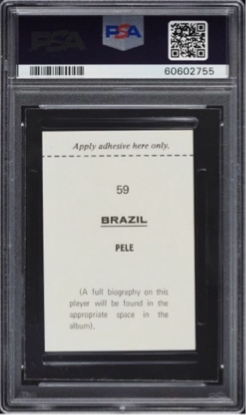 PSA
PSA
60602755
Apply adhesive here only.
59
BRAZIL
PELE
(A full biography on this
player will be found in the
appropriate space in the
album).